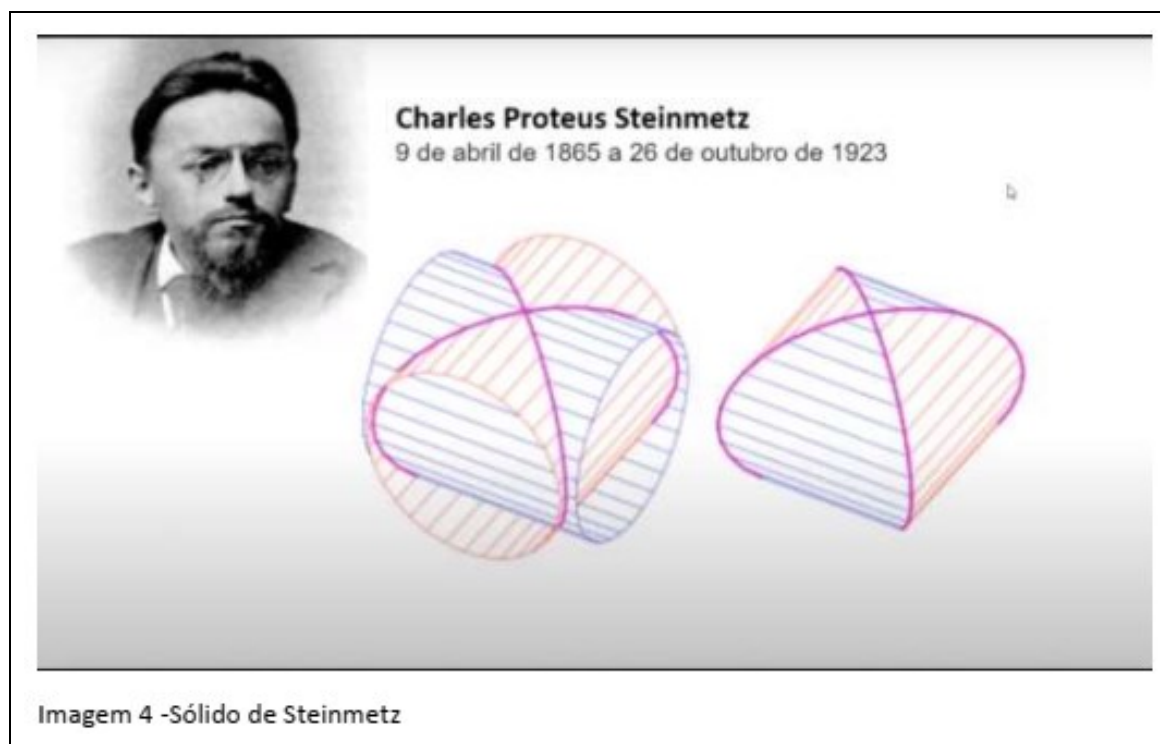 Charles Proteus Steinmetz
9 de abril de 1865 a 26 de outubro de 1923
Imagem 4 -Sólido de Steinmetz